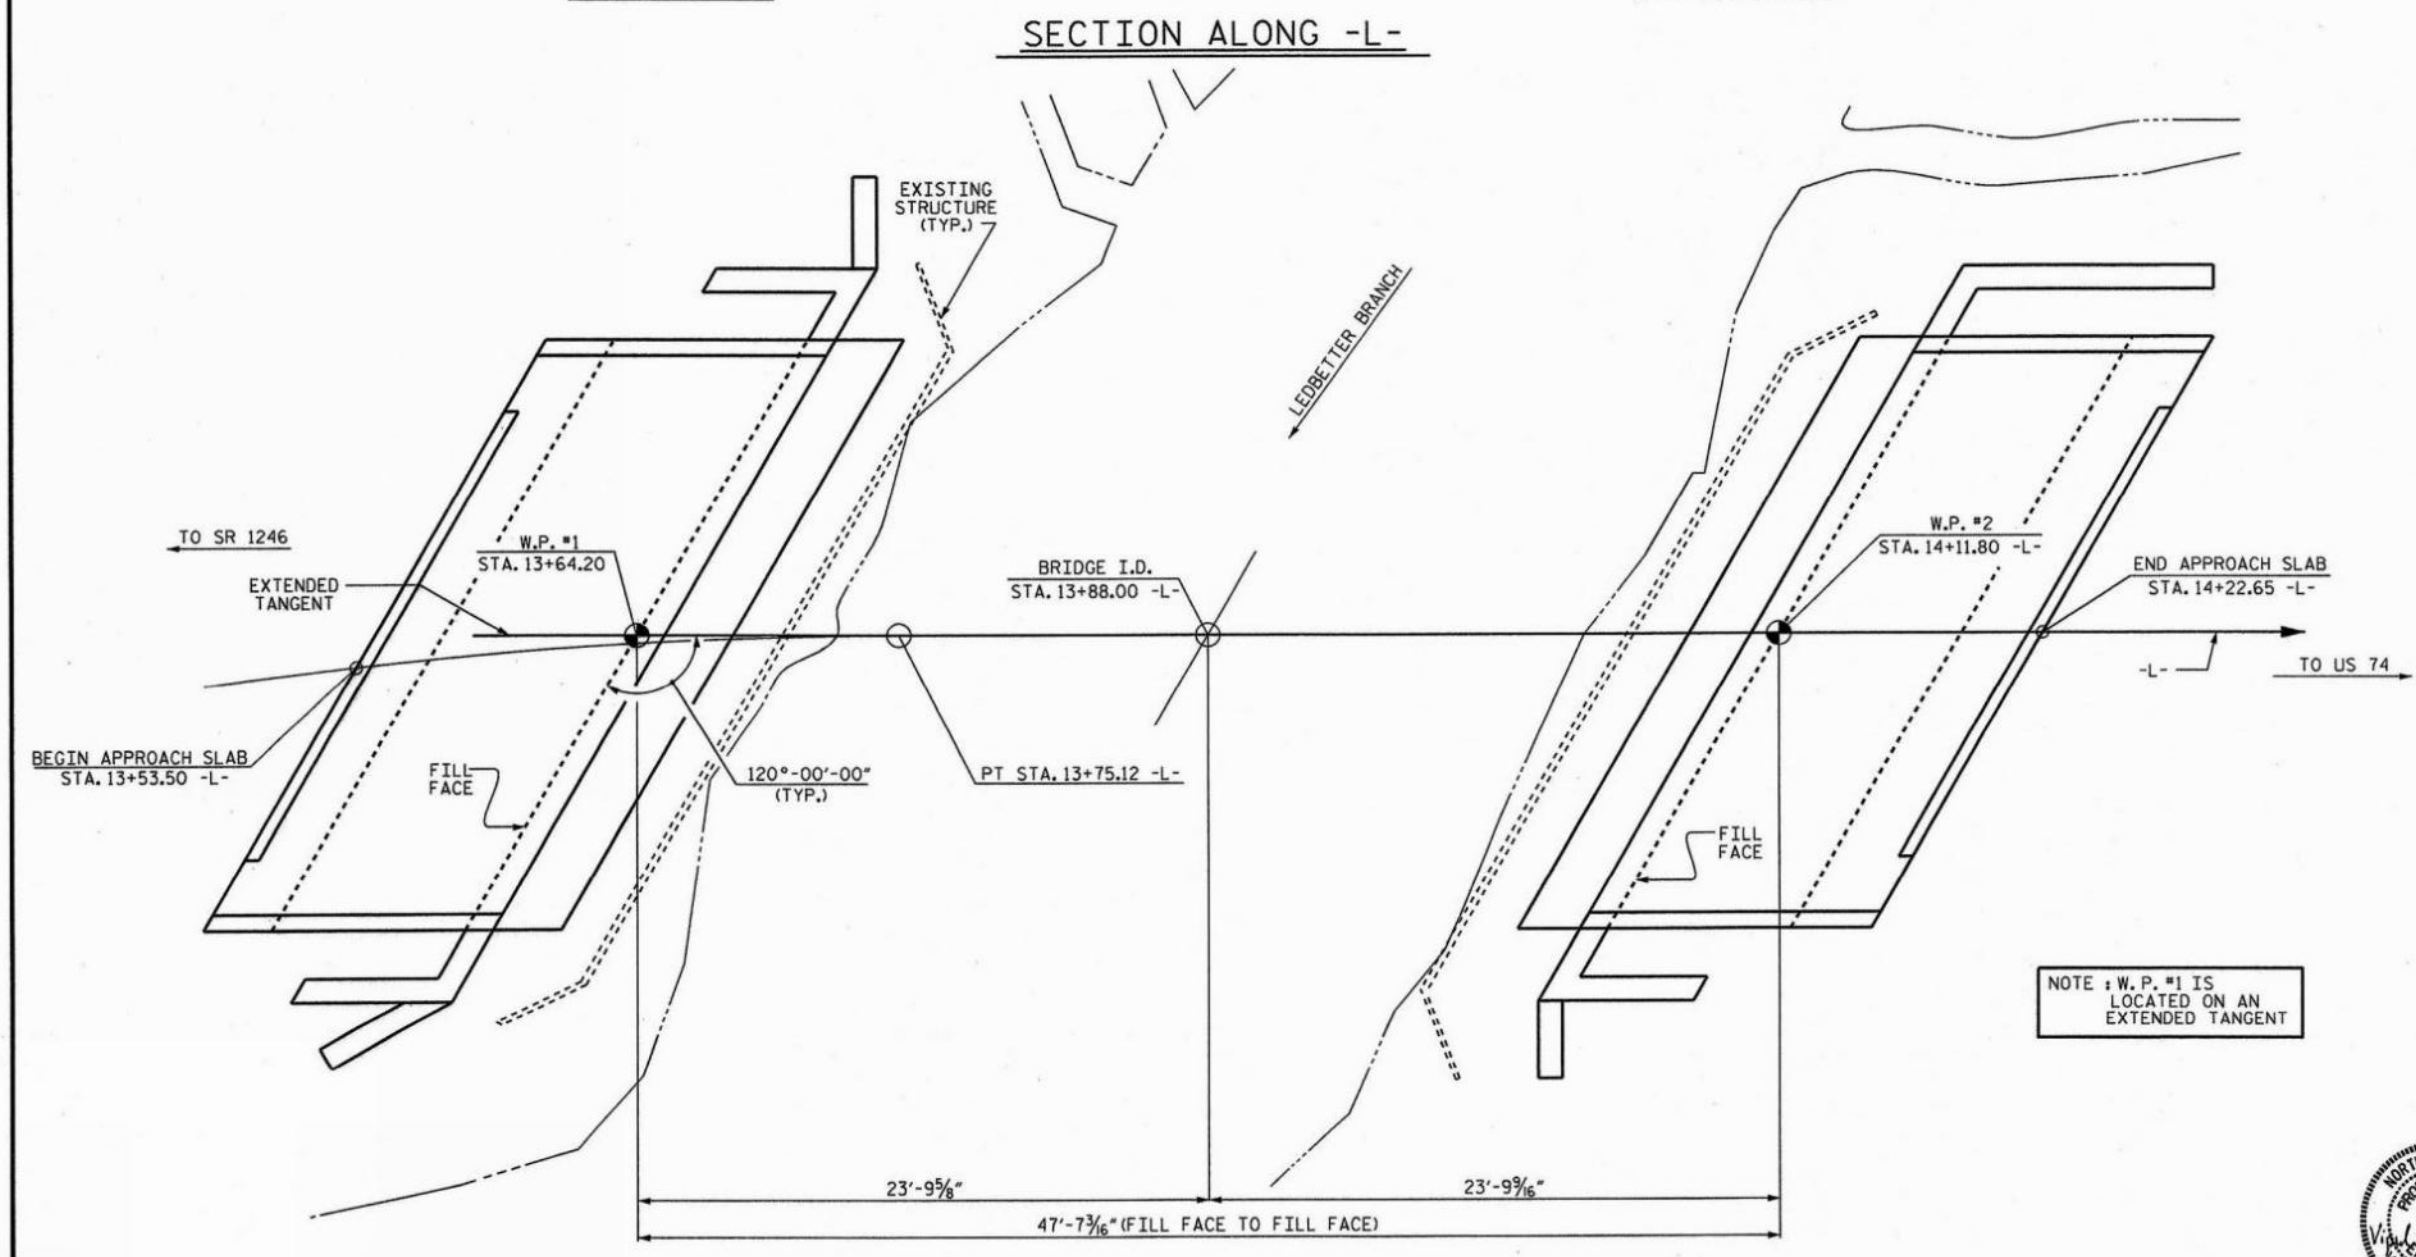 SECTION ALONG -L-
EXISTING
STRUCTURE
(TYP.)
LEDBETTER BRANCH
TO SR 1246
W.P. #1
STA. 13+64.20
EXTENDED
TANGENT
BRIDGE I.D.
STA. 13+88.00 -L-
W.P. #2
STA. 14+11.80 -L-
END APPROACH SLAB
STA. 14+22.65 -L-
-L-
TO US 74
BEGIN APPROACH SLAB
STA. 13+53.50 -L-
FILL
FACE
120°-00'-00"
(TYP.)
PT STA. 13+75.12 -L-
FILL
FACE
NOTE : W. P. #1 IS
LOCATED ON AN
EXTENDED TANGENT
23'-9⅝"
23'-9 9/16"
47'-7 3/16" (FILL FACE TO FILL FACE)